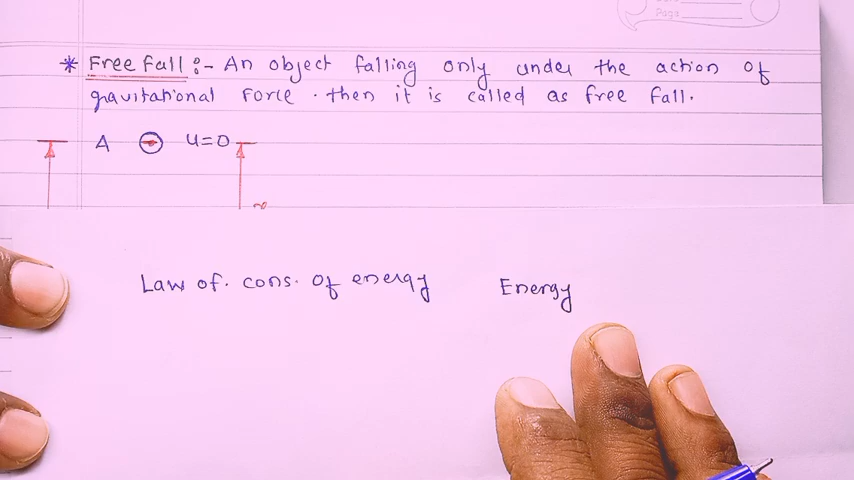 * Free fall :- An object falling only under the action of
gravitational Force. then it is called as free fall.
A u=0
Law of. cons. of energy Energy